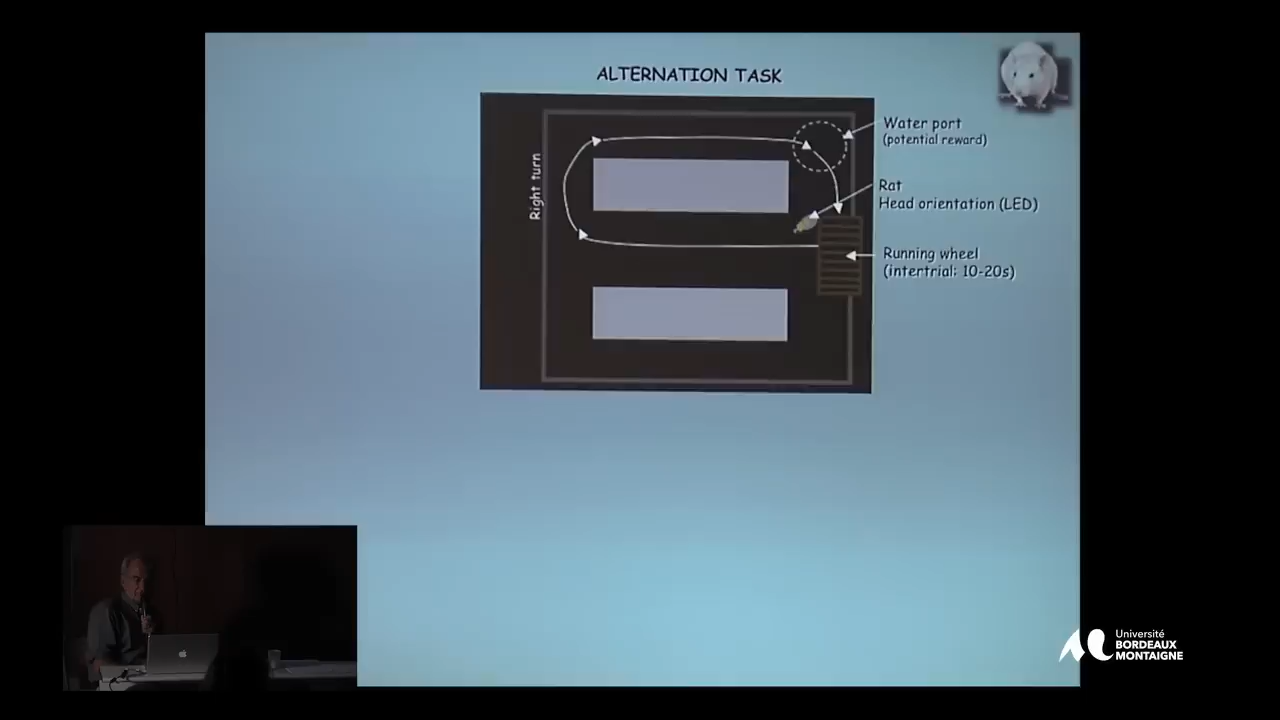 ALTERNATION TASK
Water port
(potential reward)
Right turn
Rat
Head orientation (LED)
Running wheel
(intertrial: 10-20s)
Université
BORDEAUX
MONTAIGNE